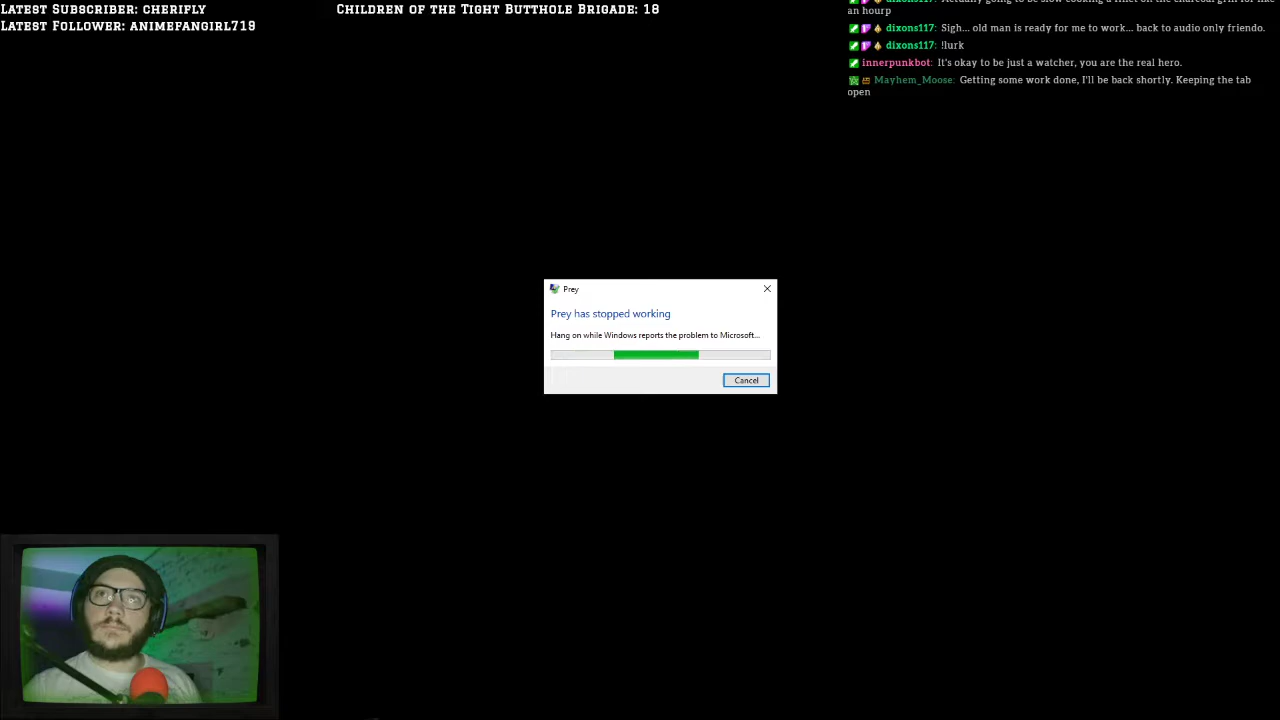 Latest Subscriber: cherifly
Latest Follower: animefangirl719
Children of the Tight Butthole Brigade: 18
an hourp
dixons117: Sigh... old man is ready for me to work... back to audio only friendo.
dixons117: !lurk
innerpunkbot: It's okay to be just a watcher, you are the real hero.
Mayhem_Moose: Getting some work done, I'll be back shortly. Keeping the tab
open
Prey
Prey has stopped working
Hang on while Windows reports the problem to Microsoft...
Cancel